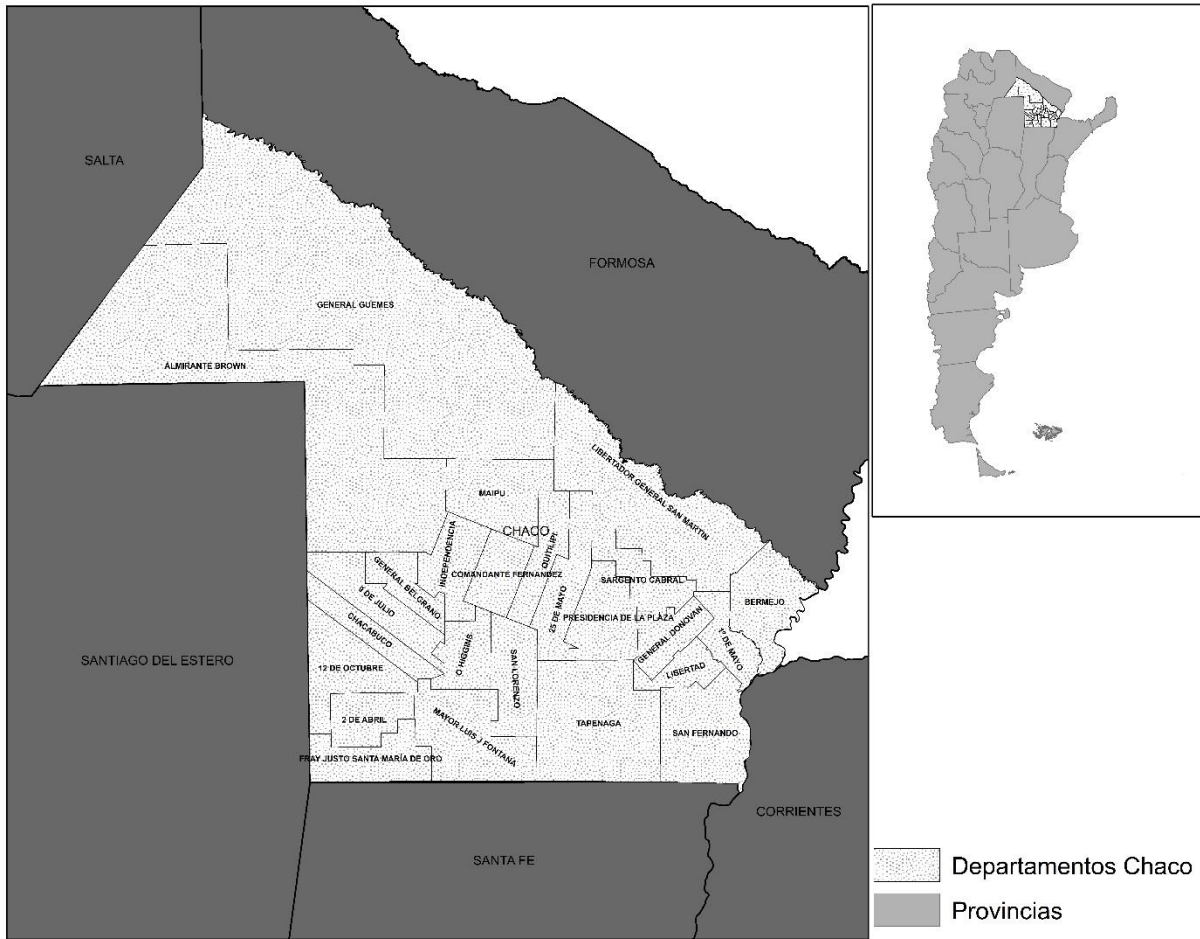 SALTA
FORMOSA
GENERAL GUEMES
ALMIRANTE BROWN
LIBERTADOR GENERAL SAN MARTIN
MAIPU
CHACO
QUITILIPI
INDEPENDENCIA
COMANDANTE FERNANDEZ
GENERAL BELGRANO
SARGENTO CABRAL
9 DE JULIO
25 DE MAYO
BERMEJO
PRESIDENCIA DE LA PLAZA
CHACABUCO
GENERAL DONOVAN
1º DE MAYO
O HIGGINS
SANTIAGO DEL ESTERO
12 DE OCTUBRE
SAN LORENZO
LIBERTAD
2 DE ABRIL
MAYOR LUIS J FONTANA
TAPENAGA
SAN FERNANDO
FRAY JUSTO SANTA MARÍA DE ORO
CORRIENTES
SANTA FE
Departamentos Chaco
Provincias